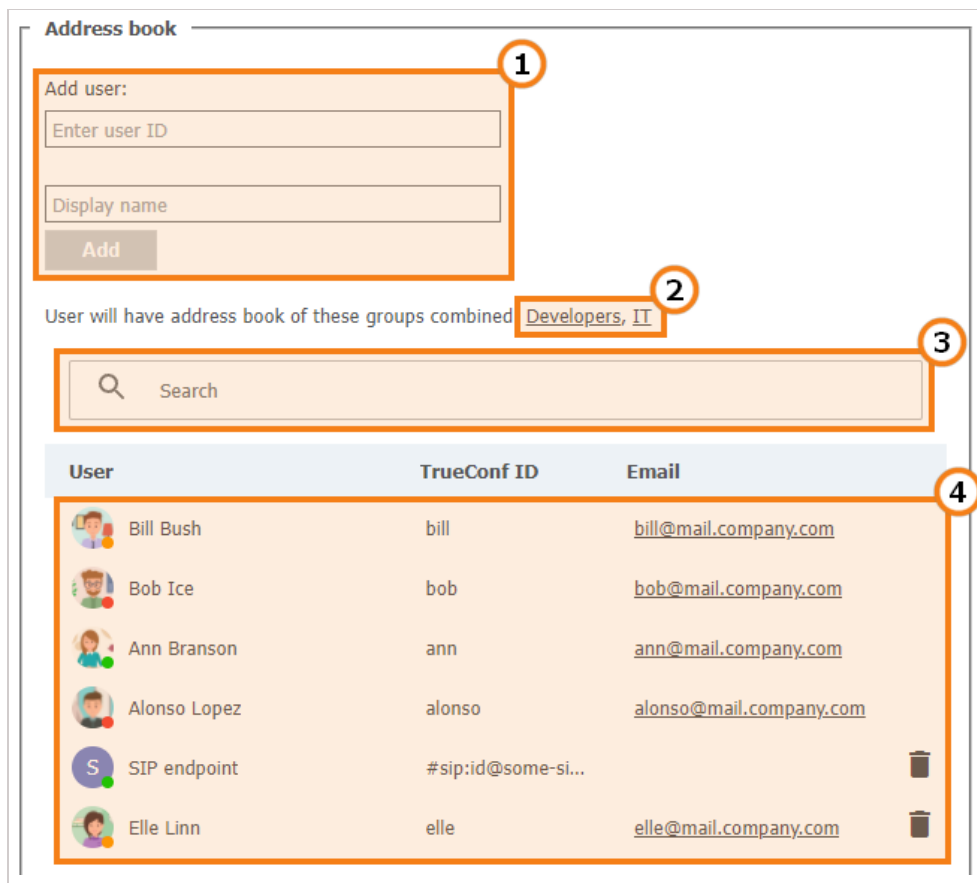 Address book
1
Add user:
Enter user ID
Display name
Add
2
User will have address book of these groups combined Developers, IT
3
Search
User TrueConf ID Email
4
Bill Bush bill bill@mail.company.com
Bob Ice bob bob@mail.company.com
Ann Branson ann ann@mail.company.com
Alonso Lopez alonso alonso@mail.company.com
S SIP endpoint #sip:id@some-si...
Elle Linn elle elle@mail.company.com